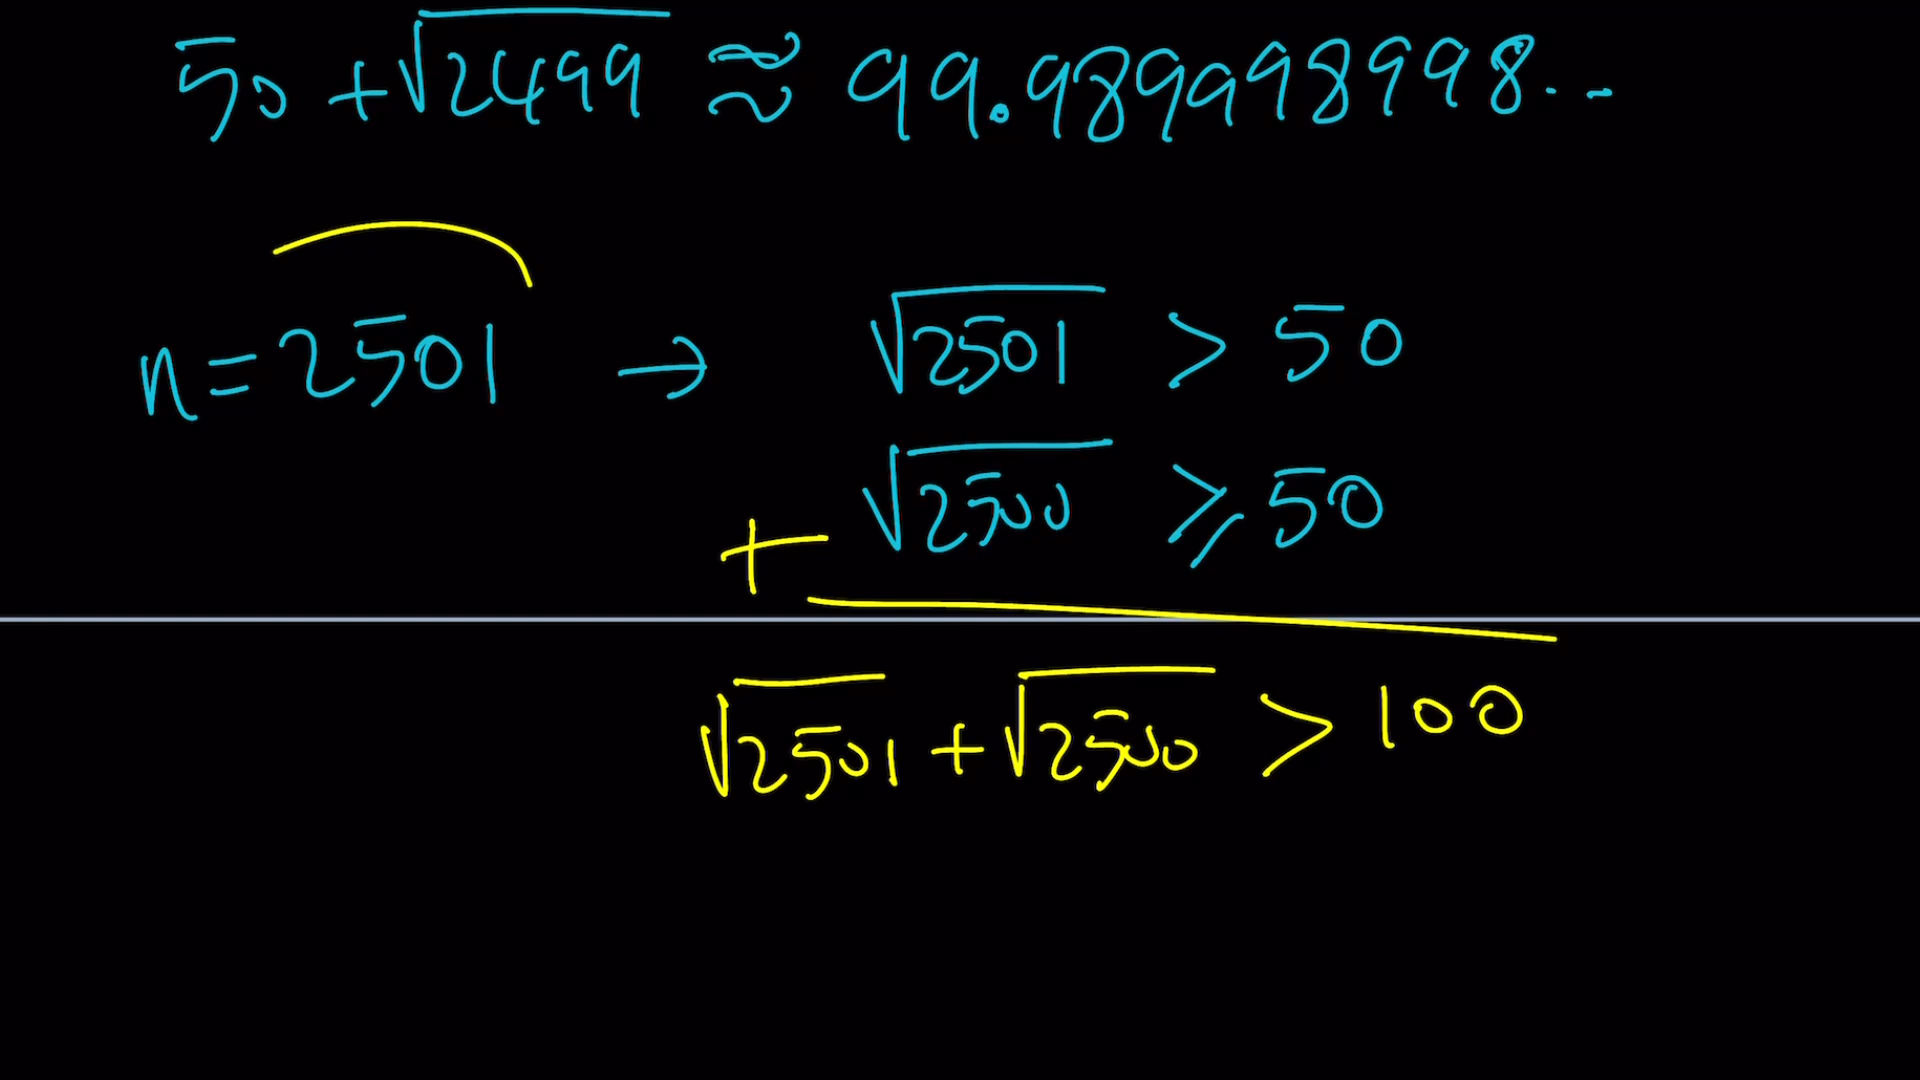 50 + √2499 ≈ 99.989998998...
n = 2501 → √2501 > 50
+ √2500 ⩾ 50
√2501 + √2500 > 100